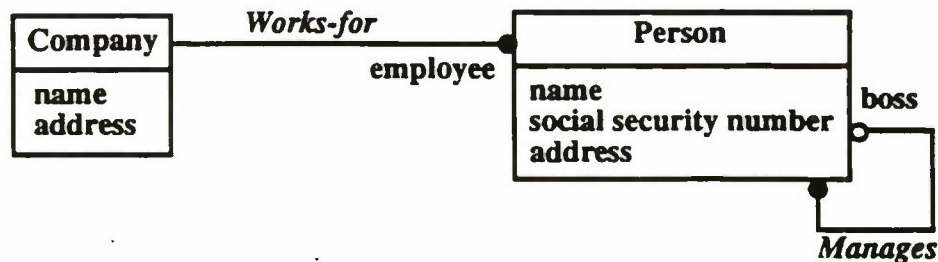 Works-for
Company
Person
employee
name
address
name
social security number
address
boss
Manages